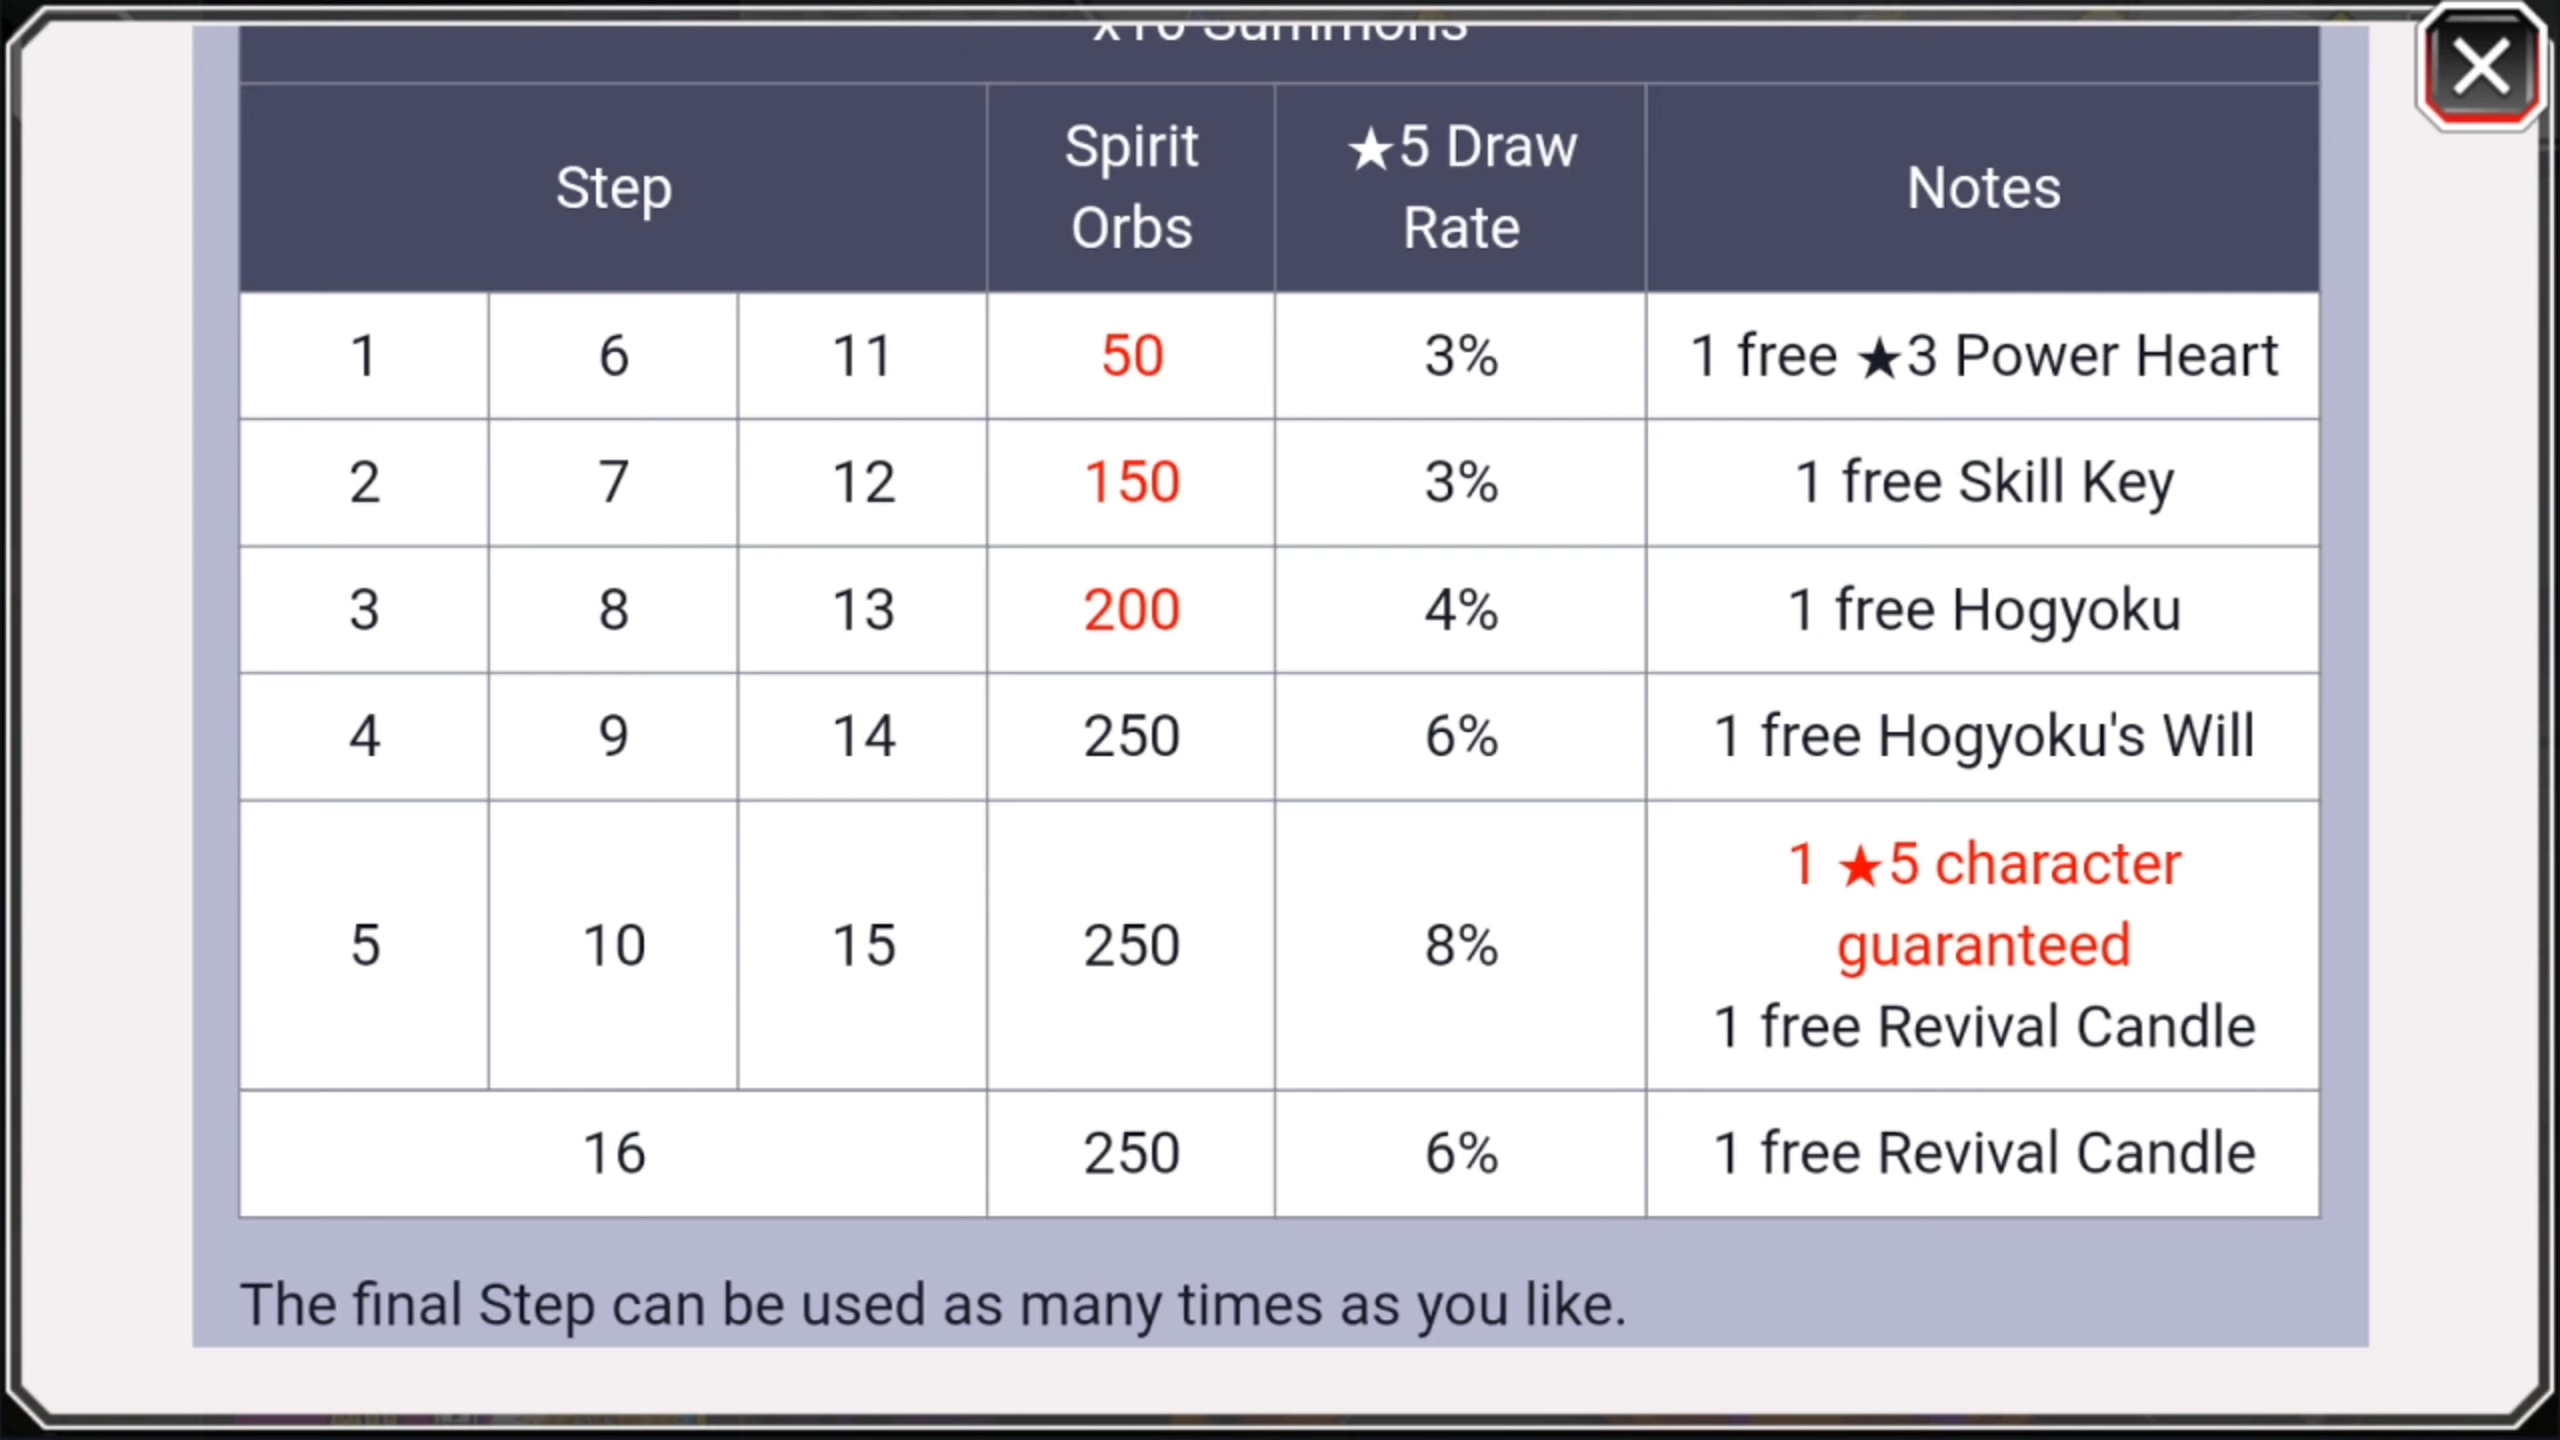 x10 Summons
Step
Spirit
Orbs
★5 Draw
Rate
Notes
1 6 11 50 3% 1 free ★3 Power Heart
2 7 12 150 3% 1 free Skill Key
3 8 13 200 4% 1 free Hogyoku
4 9 14 250 6% 1 free Hogyoku's Will
5 10 15 250 8% 1 ★5 character
guaranteed
1 free Revival Candle
16 250 6% 1 free Revival Candle
The final Step can be used as many times as you like.